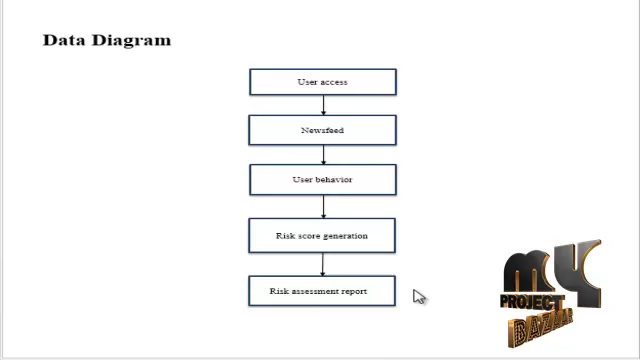 Data Diagram
User access
Newsfeed
User behavior
Risk score generation
Risk assessment report
MY
PROJECT
BAZAAR